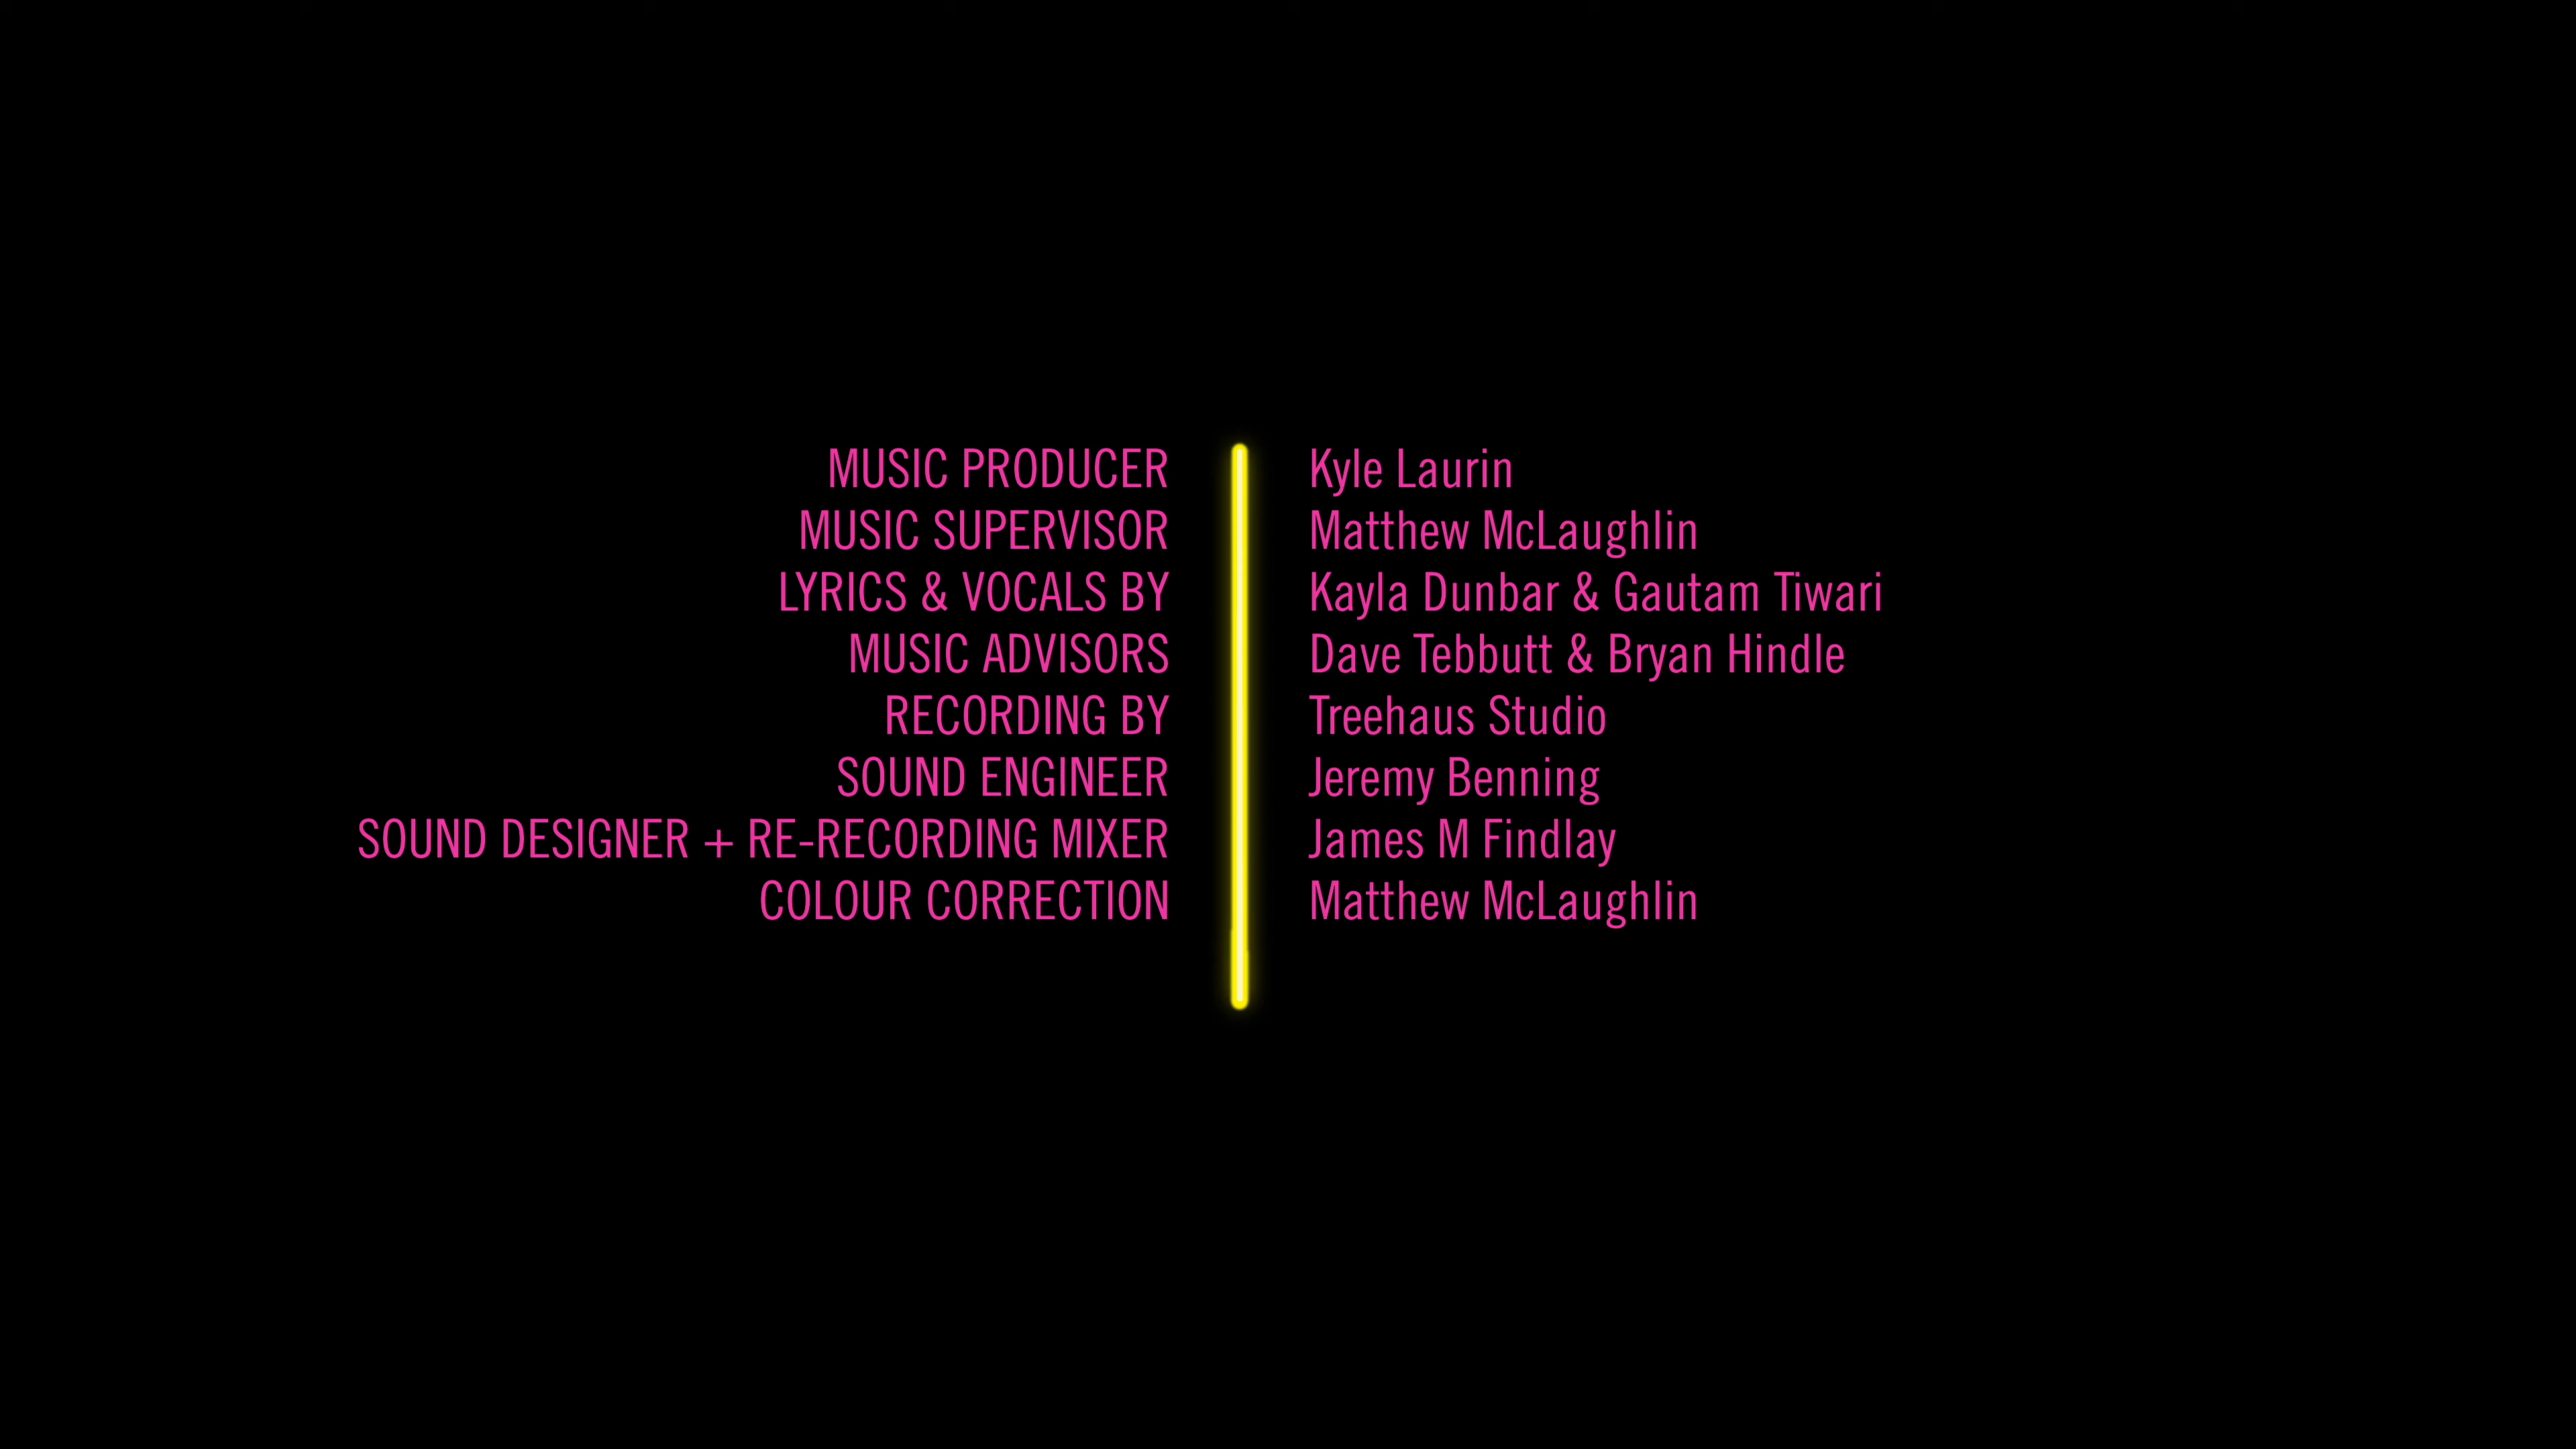 MUSIC PRODUCER Kyle Laurin
MUSIC SUPERVISOR Matthew McLaughlin
LYRICS & VOCALS BY Kayla Dunbar & Gautam Tiwari
MUSIC ADVISORS Dave Tebbutt & Bryan Hindle
RECORDING BY Treehaus Studio
SOUND ENGINEER Jeremy Benning
SOUND DESIGNER + RE-RECORDING MIXER James M Findlay
COLOUR CORRECTION Matthew McLaughlin